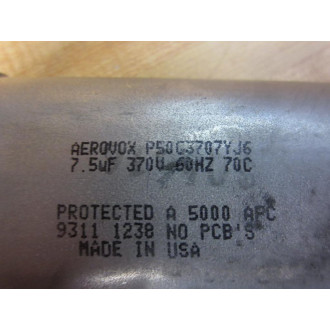 AEROVOX P50C3707YJ6
7.5uF 370V 60HZ 70C
PROTECTED A 5000 AFC
9311 1238 NO PCB'S
MADE IN USA